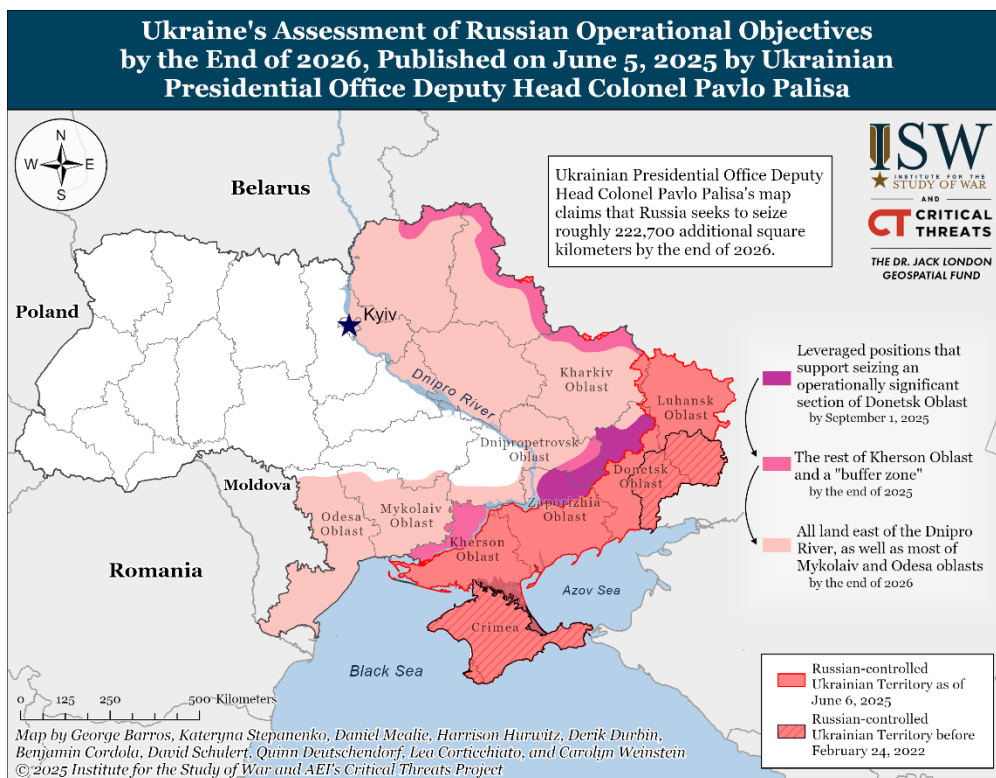 Ukraine's Assessment of Russian Operational Objectives
by the End of 2026, Published on June 5, 2025 by Ukrainian
Presidential Office Deputy Head Colonel Pavlo Palisa
N
W E
S
Belarus
Ukrainian Presidential Office Deputy
Head Colonel Pavlo Palisa's map
claims that Russia seeks to seize
roughly 222,700 additional square
kilometers by the end of 2026.
ISW
INSTITUTE FOR THE
STUDY OF WAR
AND
CT CRITICAL
THREATS
THE DR. JACK LONDON
GEOSPATIAL FUND
Poland
Kyiv
Dnipro River
Kharkiv
Oblast
Luhansk
Oblast
Dnipropetrovsk
Oblast
Donetsk
Oblast
Zaporizhia
Oblast
Moldova
Odesa
Oblast
Mykolaiv
Oblast
Kherson
Oblast
Romania
Azov Sea
Crimea
Black Sea
Leveraged positions that
support seizing an
operationally significant
section of Donetsk Oblast
by September 1, 2025
The rest of Kherson Oblast
and a "buffer zone"
by the end of 2025
All land east of the Dnipro
River, as well as most of
Mykolaiv and Odesa oblasts
by the end of 2026
Russian-controlled
Ukrainian Territory as of
June 6, 2025
Russian-controlled
Ukrainian Territory before
February 24, 2022
0 125 250 500 Kilometers
Map by George Barros, Kateryna Stepanenko, Daniel Mealie, Harrison Hurwitz, Derik Durbin,
Benjamin Cordola, David Schulert, Quinn Deutschendorf, Lea Corticchiato, and Carolyn Weinstein
© 2025 Institute for the Study of War and AEI's Critical Threats Project